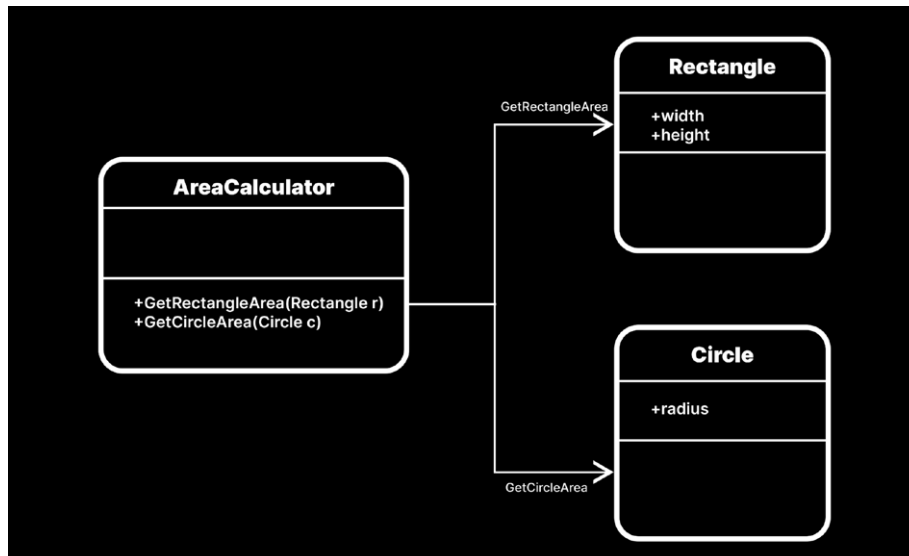 AreaCalculator
+GetRectangleArea(Rectangle r)
+GetCircleArea(Circle c)
GetRectangleArea
Rectangle
+width
+height
GetCircleArea
Circle
+radius